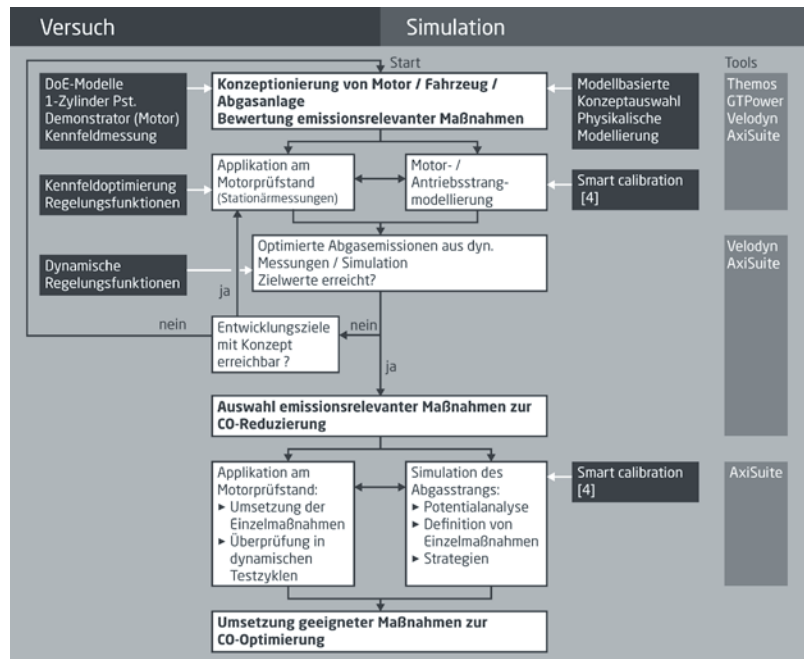 Versuch
Simulation
Start
Tools
DoE-Modelle
1-Zylinder Pst.
Demonstrator (Motor)
Kennfeldmessung
Konzeptionierung von Motor / Fahrzeug /
Abgasanlage
Bewertung emissionsrelevanter Maßnahmen
Modellbasierte
Konzeptauswahl
Physikalische
Modellierung
Themos
GTPower
Velodyn
AxiSuite
Kennfeldoptimierung
Regelungsfunktionen
Applikation am
Motorprüfstand
(Stationärmessungen)
Motor- /
Antriebsstrang-
modellierung
Smart calibration
[4]
Dynamische
Regelungsfunktionen
Optimierte Abgasemissionen aus dyn.
Messungen / Simulation
Zielwerte erreicht?
Velodyn
AxiSuite
ja
nein
Entwicklungsziele
mit Konzept
erreichbar ?
nein
ja
Auswahl emissionsrelevanter Maßnahmen zur
CO-Reduzierung
Applikation am
Motorprüfstand:
▸ Umsetzung der
Einzelmaßnahmen
▸ Überprüfung in
dynamischen
Testzyklen
Simulation des
Abgasstrangs:
▸ Potentialanalyse
▸ Definition von
Einzelmaßnahmen
▸ Strategien
Smart calibration
[4]
AxiSuite
Umsetzung geeigneter Maßnahmen zur
CO-Optimierung